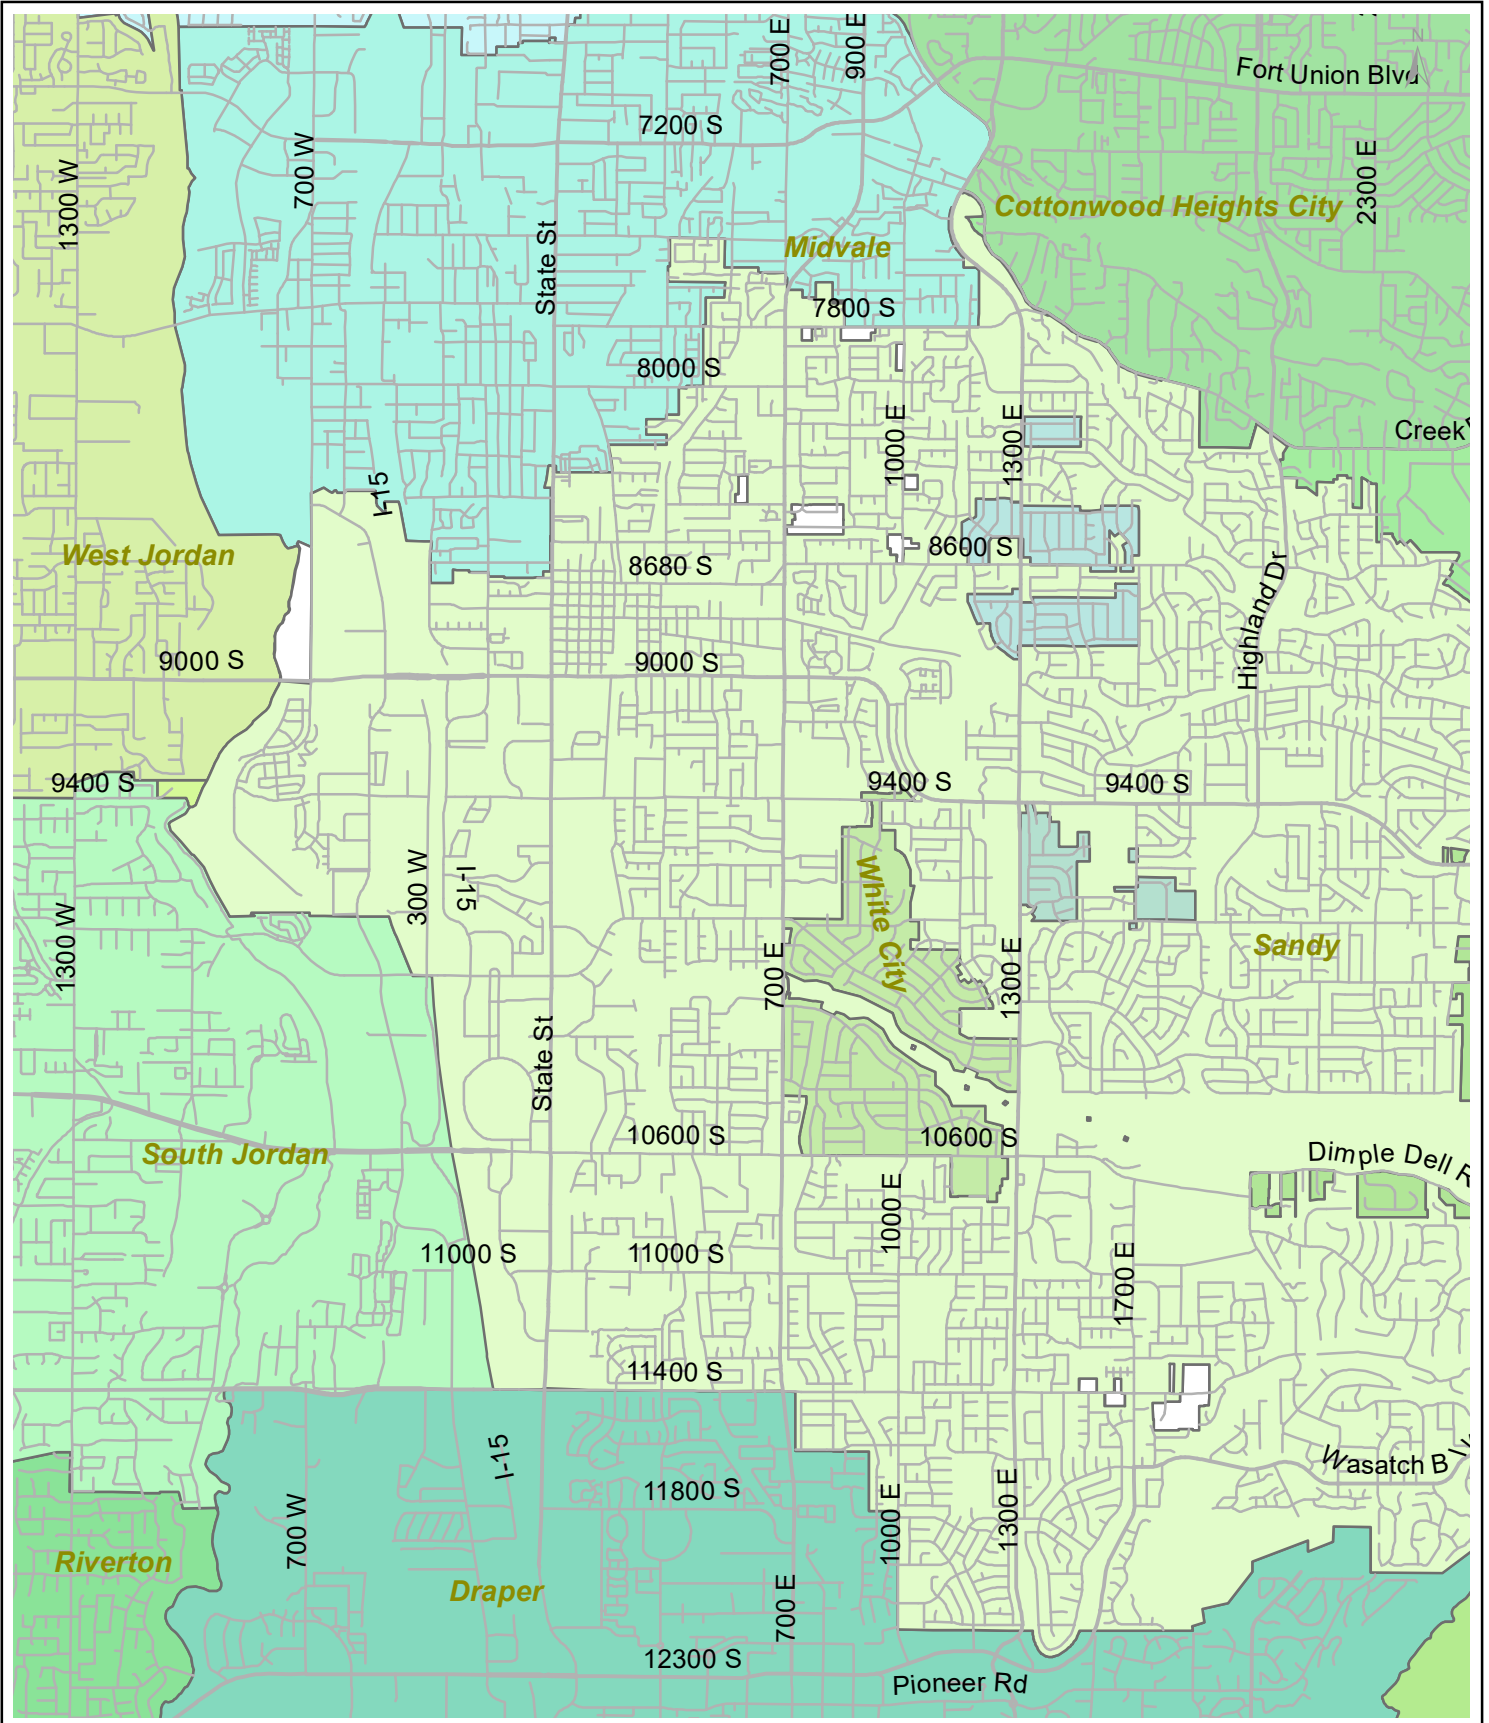 700 E
900 E
N
Fort Union Blvd
7200 S
700 W
1300 W
2300 E
Cottonwood Heights City
State St
Midvale
7800 S
8000 S
1000 E
1300 E
Creek
I-15
West Jordan
8600 S
8680 S
Highland Dr
9000 S
9000 S
9400 S
9400 S
9400 S
300 W
I-15
White City
1300 W
700 E
1300 E
Sandy
State St
10600 S
10600 S
South Jordan
Dimple Dell R
1000 E
11000 S
11000 S
1700 E
11400 S
I-15
Wasatch Blv
11800 S
700 W
1000 E
1300 E
Riverton
Draper
700 E
12300 S
Pioneer Rd